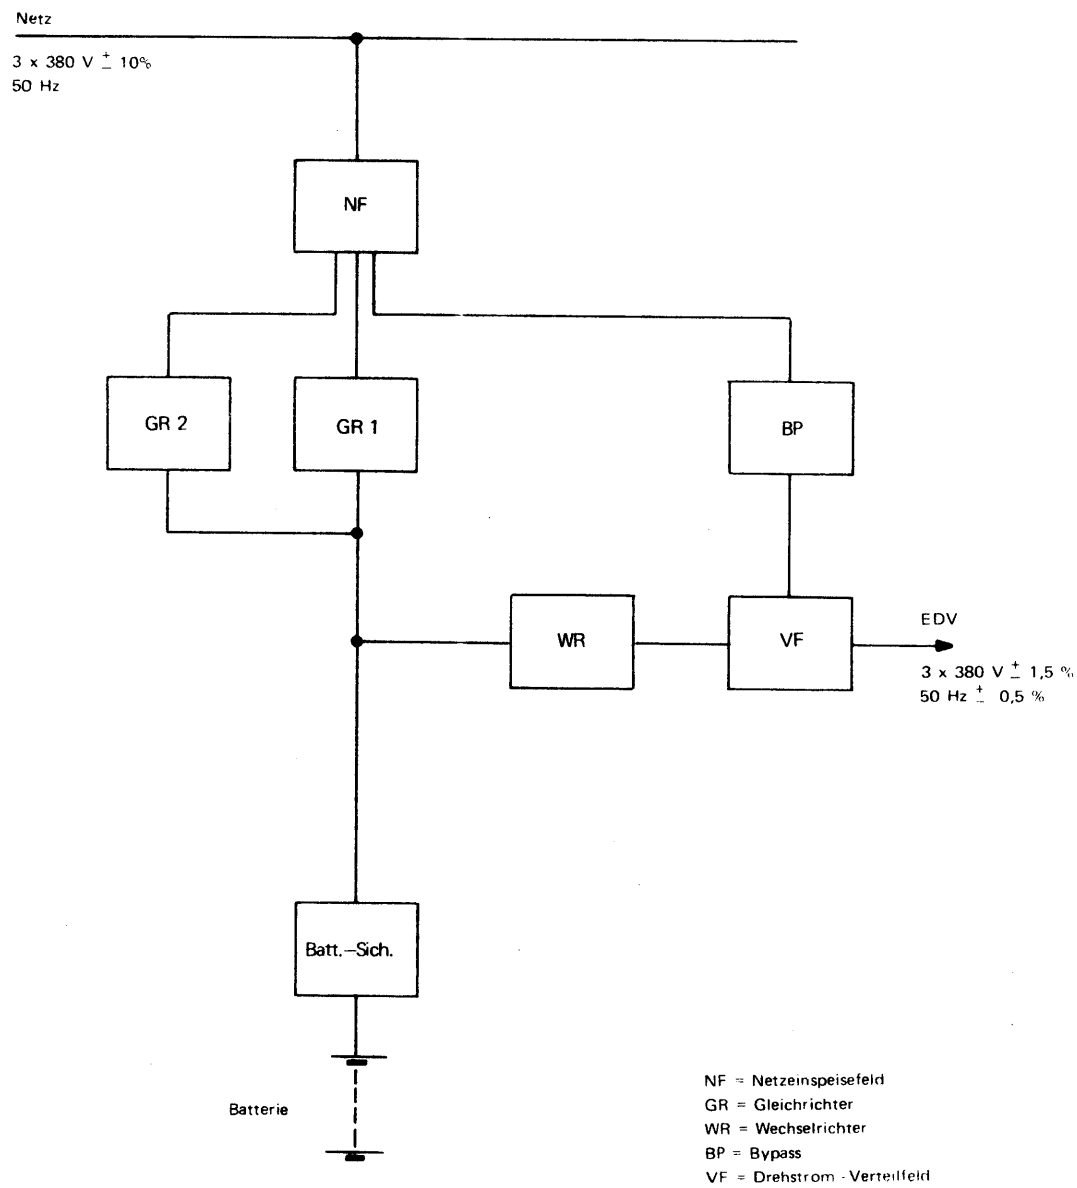 Netz
3 x 380 V ± 10%
50 Hz
NF
GR 2
GR 1
BP
WR
VF
EDV
3 x 380 V ± 1,5 %
50 Hz ± 0,5 %
Batt.–Sich.
Batterie
NF = Netzeinspeisefeld
GR = Gleichrichter
WR = Wechselrichter
BP = Bypass
VF = Drehstrom - Verteilfeld